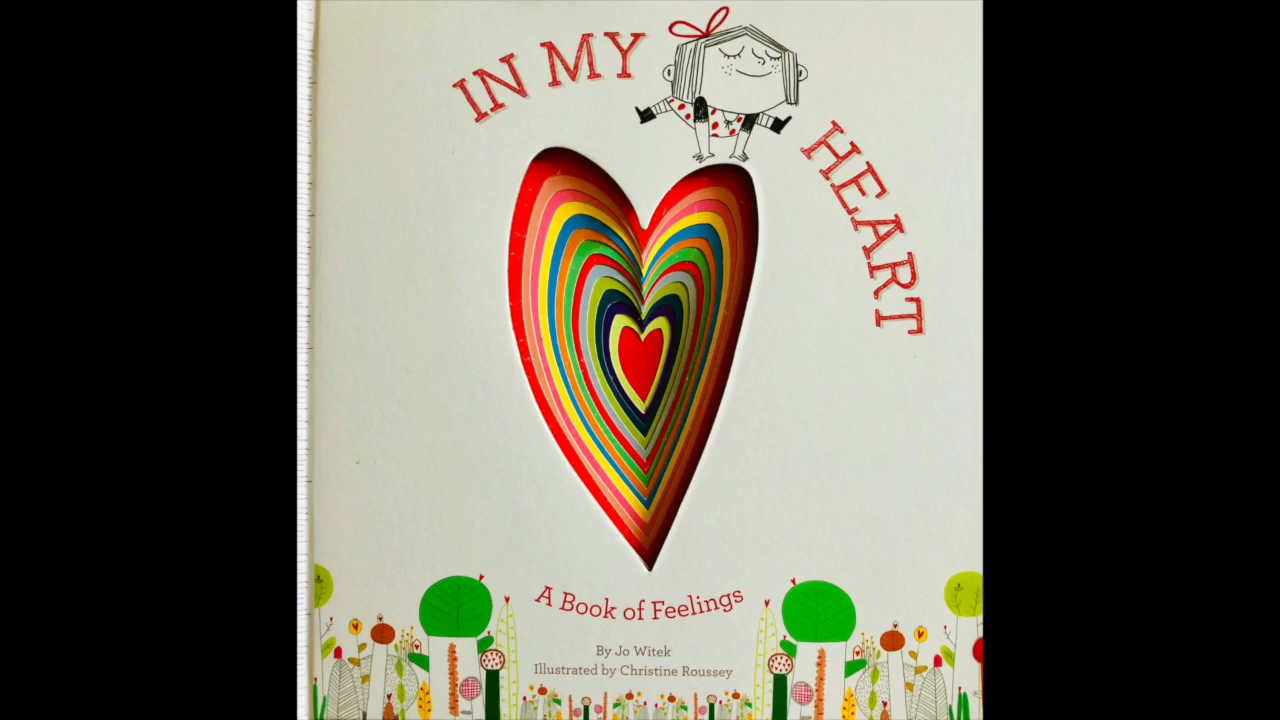 IN MY
HEART
A Book of Feelings
By Jo Witek
Illustrated by Christine Roussey